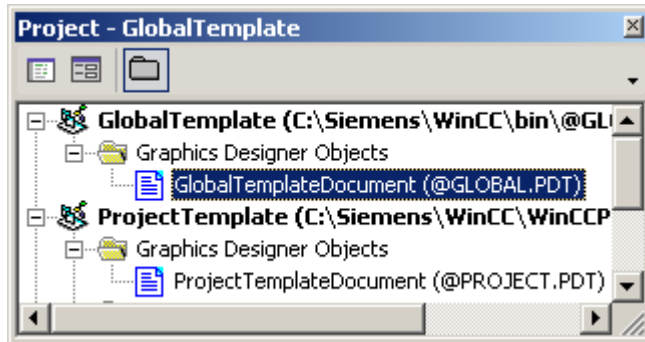 Project - GlobalTemplate
GlobalTemplate (C:\Siemens\WinCC\bin\@GL
Graphics Designer Objects
GlobalTemplateDocument (@GLOBAL.PDT)
ProjectTemplate (C:\Siemens\WinCC\WinCCP
Graphics Designer Objects
ProjectTemplateDocument (@PROJECT.PDT)